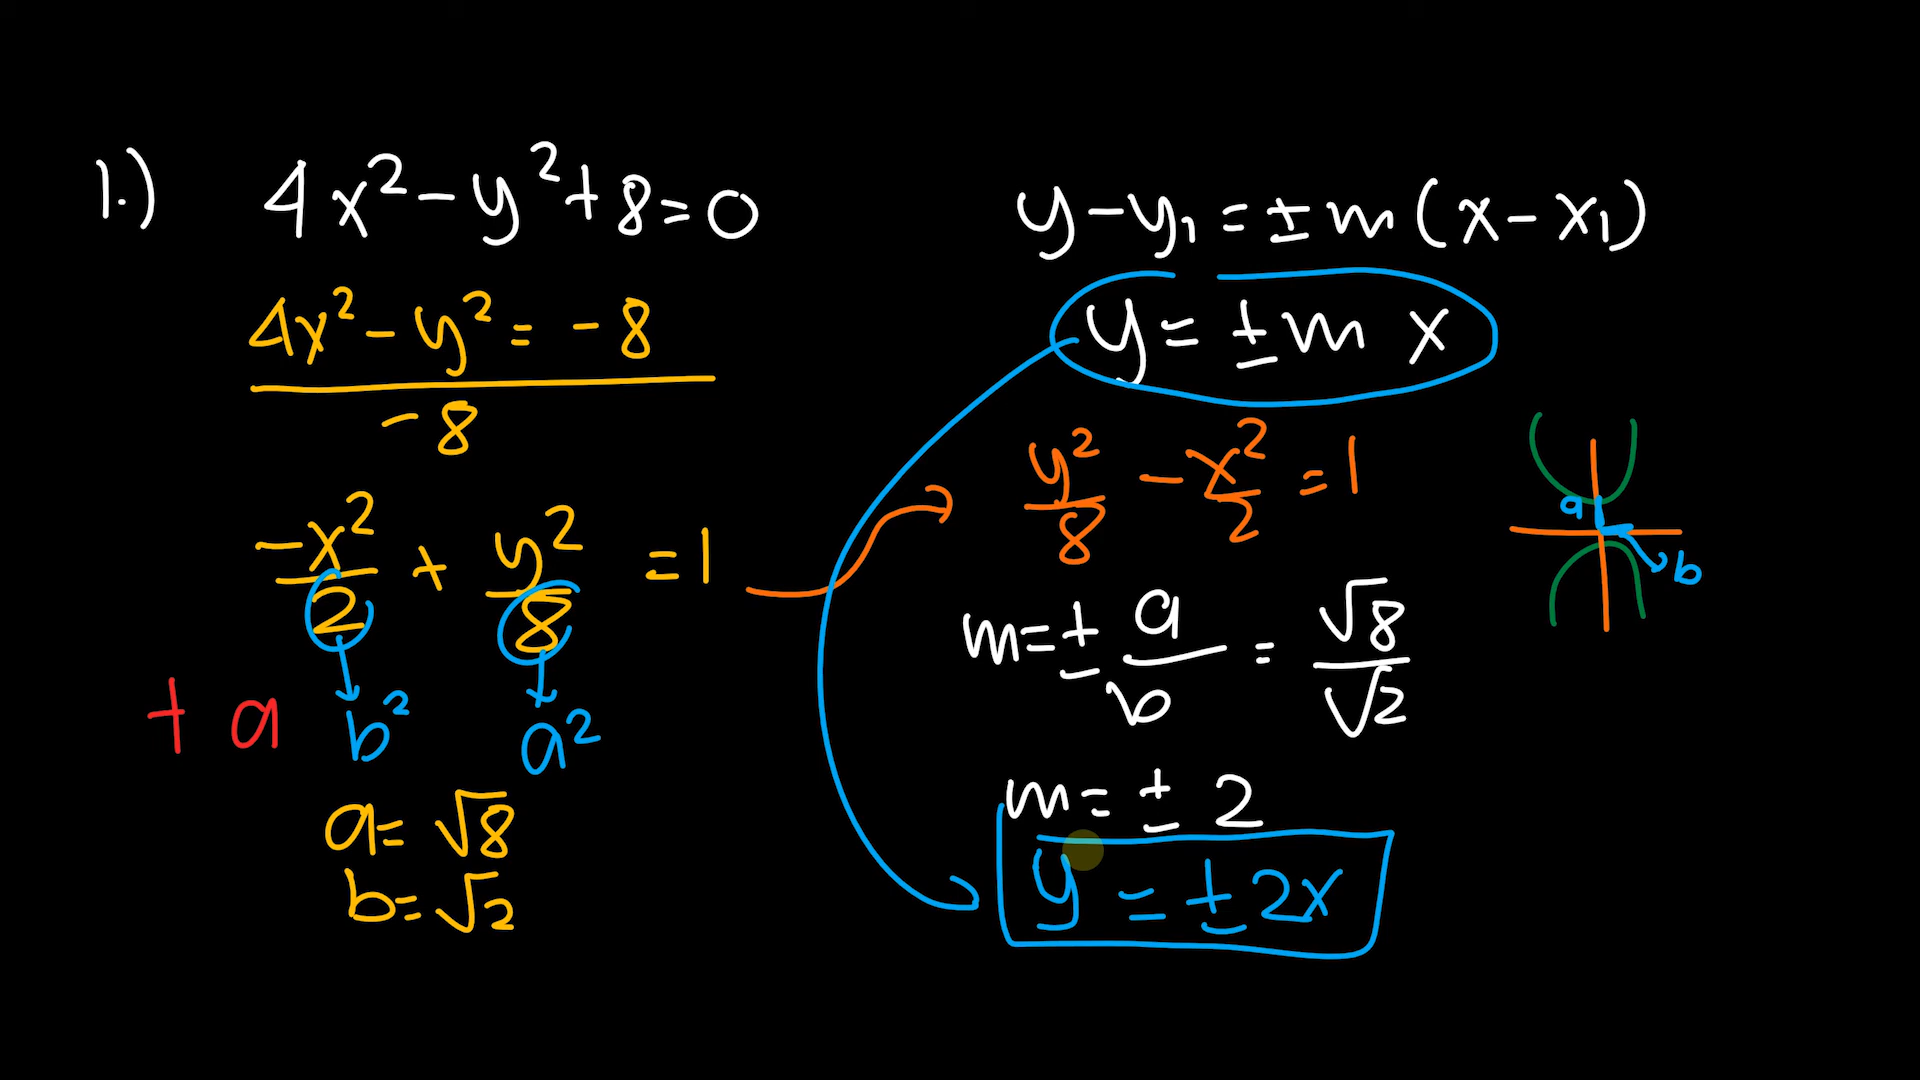 1.) 4x² - y² + 8 = 0
4x² - y² = -8
-8
-x²/2 + y²/8 = 1
+ a
b² a²
a = √8
b = √2
y - y₁ = ± m (x - x₁)
y = ± m x
y²/8 - x²/2 = 1
a
b
m = ± a/b = √8/√2
m = ± 2
y = ± 2x